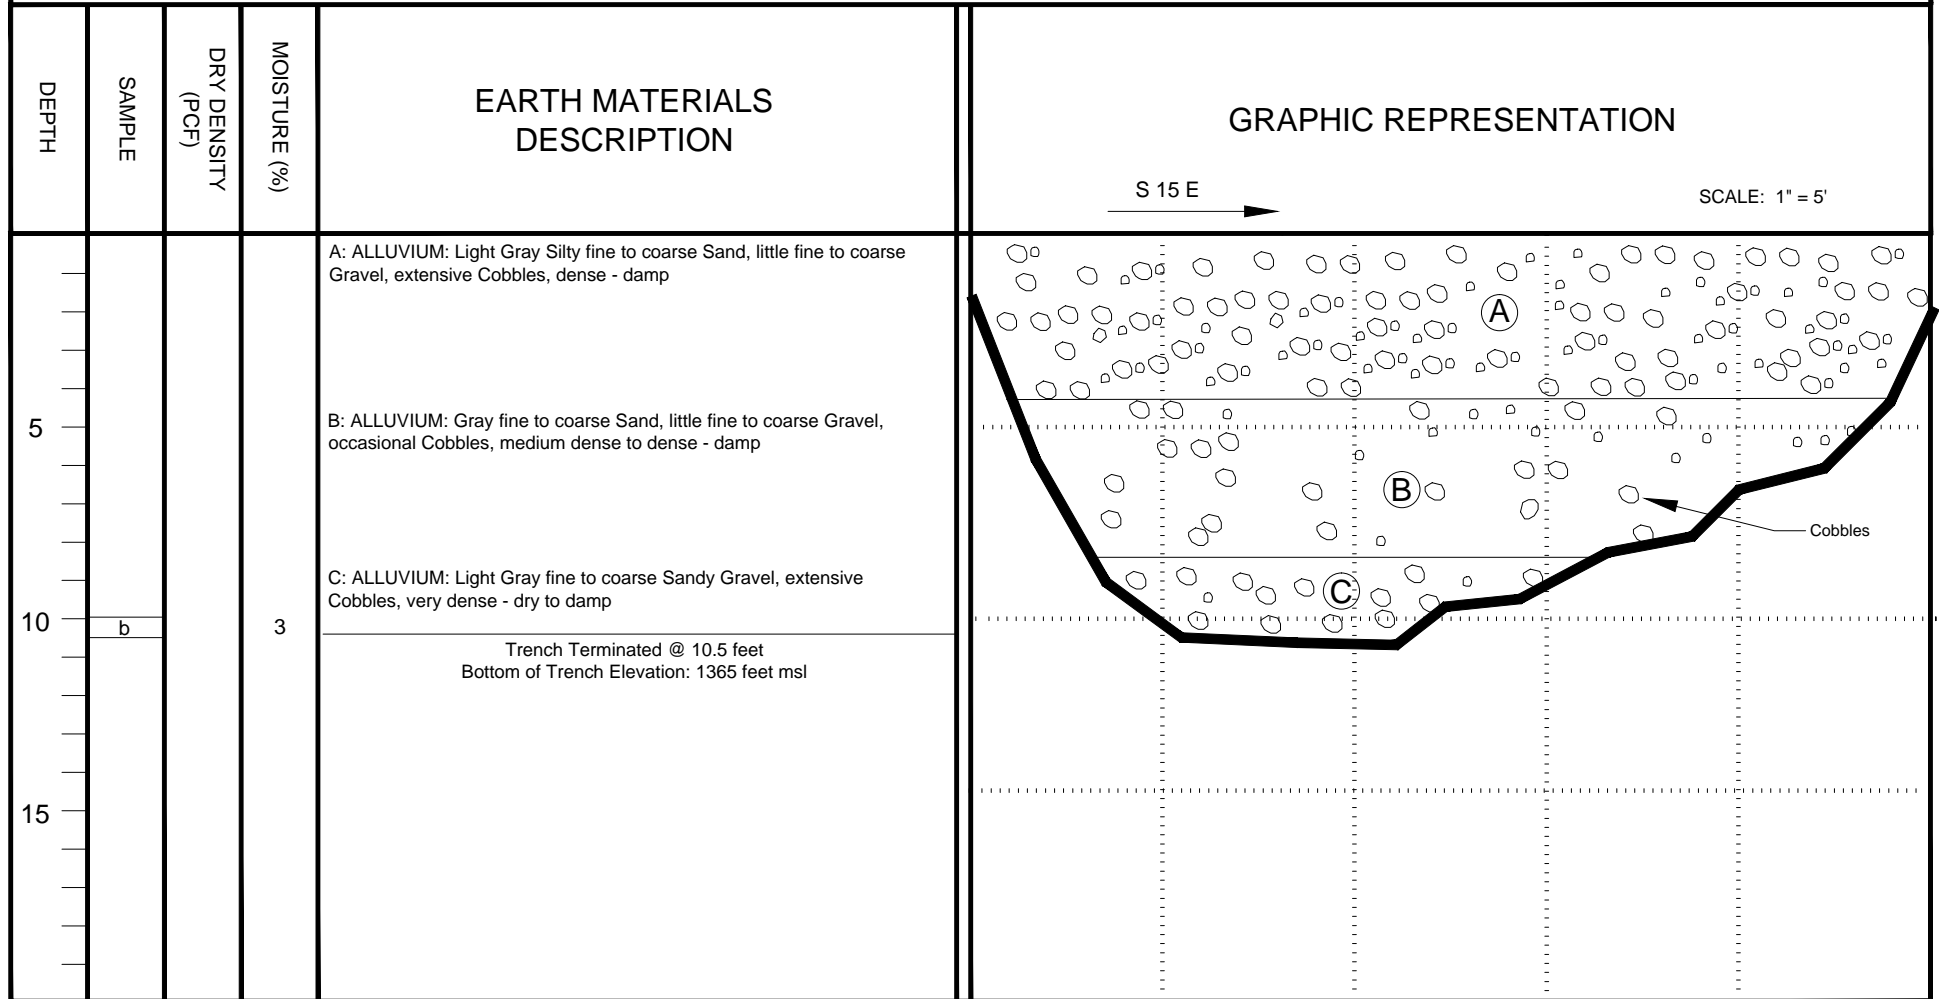 DEPTH
SAMPLE
DRY DENSITY
(PCF)
MOISTURE (%)
EARTH MATERIALS
DESCRIPTION
GRAPHIC REPRESENTATION
S 15 E
SCALE: 1" = 5'
A: ALLUVIUM: Light Gray Silty fine to coarse Sand, little fine to coarse
Gravel, extensive Cobbles, dense - damp
A
5
B: ALLUVIUM: Gray fine to coarse Sand, little fine to coarse Gravel,
occasional Cobbles, medium dense to dense - damp
B
Cobbles
C: ALLUVIUM: Light Gray fine to coarse Sandy Gravel, extensive
Cobbles, very dense - dry to damp
C
10
b
3
Trench Terminated @ 10.5 feet
Bottom of Trench Elevation: 1365 feet msl
15